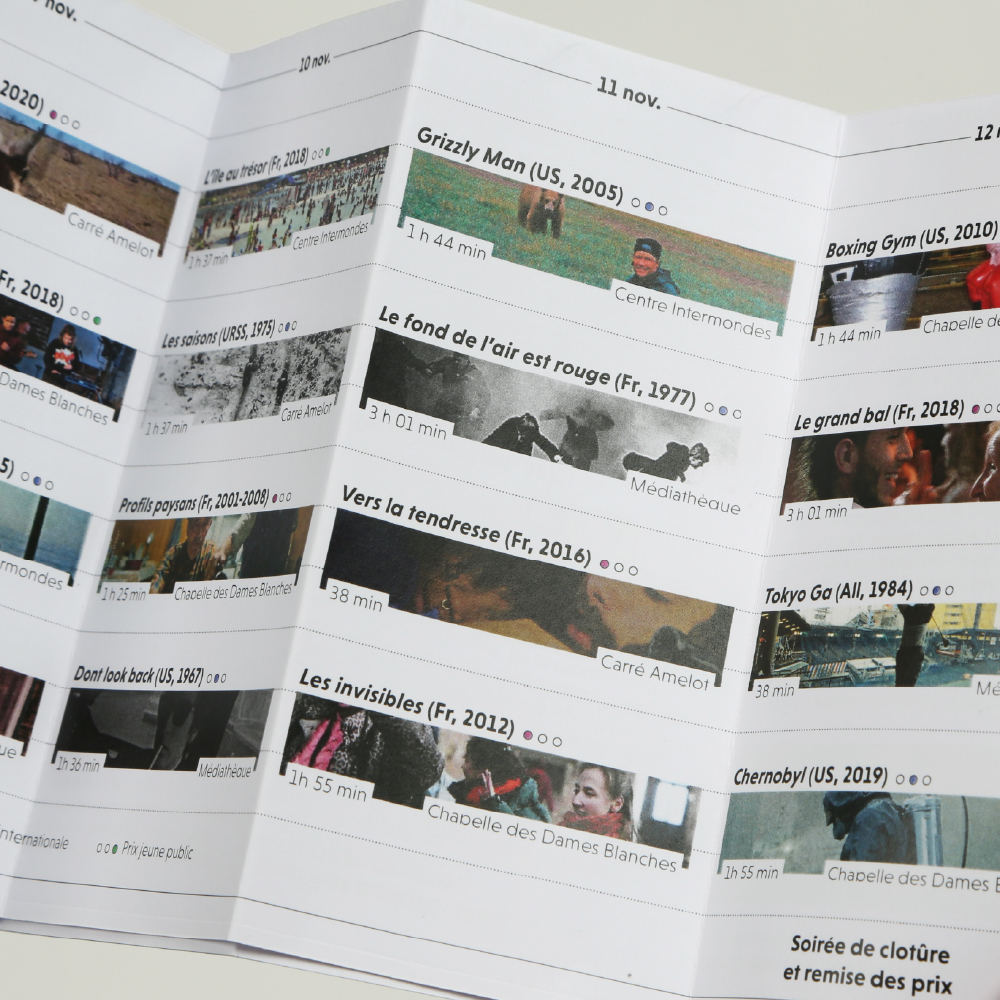 nov.
2020)
Carré Amelot
Fr, 2018)
Dames Blanches
5)
ermondes
ue
nternationale
10 nov.
L'île au trésor (Fr, 2018)
1 h 37 min
Centre Intermondes
Les saisons (URSS, 1975)
1 h 37 min
Carré Amelot
Profils paysans (Fr, 2001-2008)
1 h 25 min
Chapelle des Dames Blanches
Dont look back (US, 1967)
1h 36 min
Médiathèque
Prix jeune public
11 nov.
Grizzly Man (US, 2005)
1 h 44 min
Centre Intermondes
Le fond de l'air est rouge (Fr, 1977)
3 h 01 min
Médiathèque
Vers la tendresse (Fr, 2016)
38 min
Carré Amelot
Les invisibles (Fr, 2012)
1h 55 min
Chapelle des Dames Blanches
12 n
Boxing Gym (US, 2010)
1 h 44 min
Chapelle de
Le grand bal (Fr, 2018)
3 h 01 min
Tokyo Ga (All, 1984)
38 min
Mé
Chernobyl (US, 2019)
1h 55 min
Chapelle des Dames B
Soirée de clotûre
et remise des prix